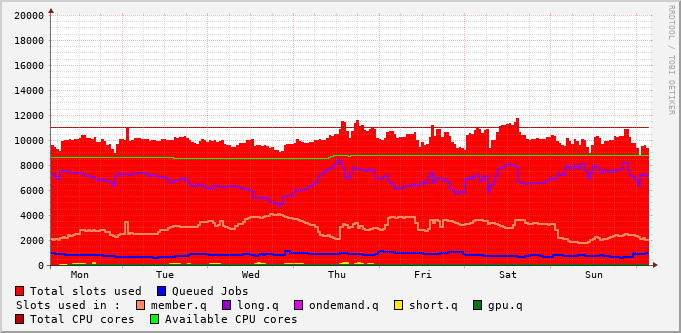 20000
18000
16000
14000
12000
10000
8000
6000
4000
2000
0
Mon Tue Wed Thu Fri Sat Sun
RRDTOOL / TOBI OETIKER
Total slots used Queued Jobs
Slots used in : member.q long.q ondemand.q short.q gpu.q
Total CPU cores Available CPU cores